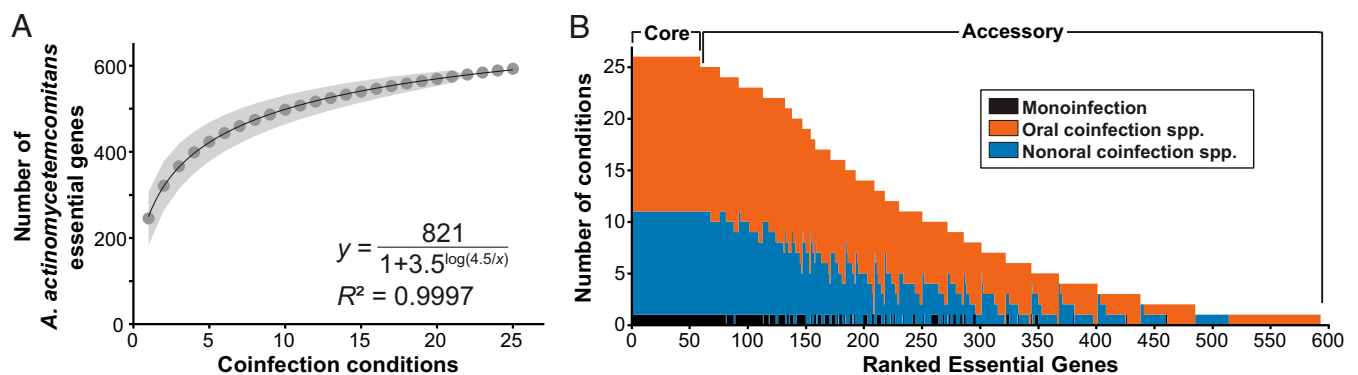 A
Number of
A. actinomycetemcomitans
essential genes
600
400
200
0
0
5
10
15
20
25
Coinfection conditions
y = 821 / 1+3.5^log(4.5/x)
R² = 0.9997
B
Core
Accessory
Number of conditions
25
20
15
10
5
0
Monoinfection
Oral coinfection spp.
Nonoral coinfection spp.
0 50 100 150 200 250 300 350 400 450 500 550 600
Ranked Essential Genes